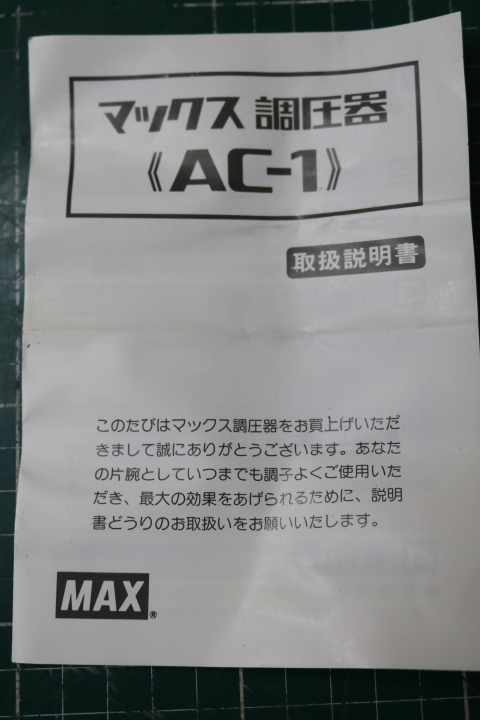 マックス 調圧器
《AC-1》
取扱説明書
このたびはマックス調圧器をお買上げいただ
きまして誠にありがとうございます。あなた
の片腕としていつまでも調子よくご使用いた
だき、最大の効果をあげられるために、説明
書どうりのお取扱いをお願いいたします。
MAX®